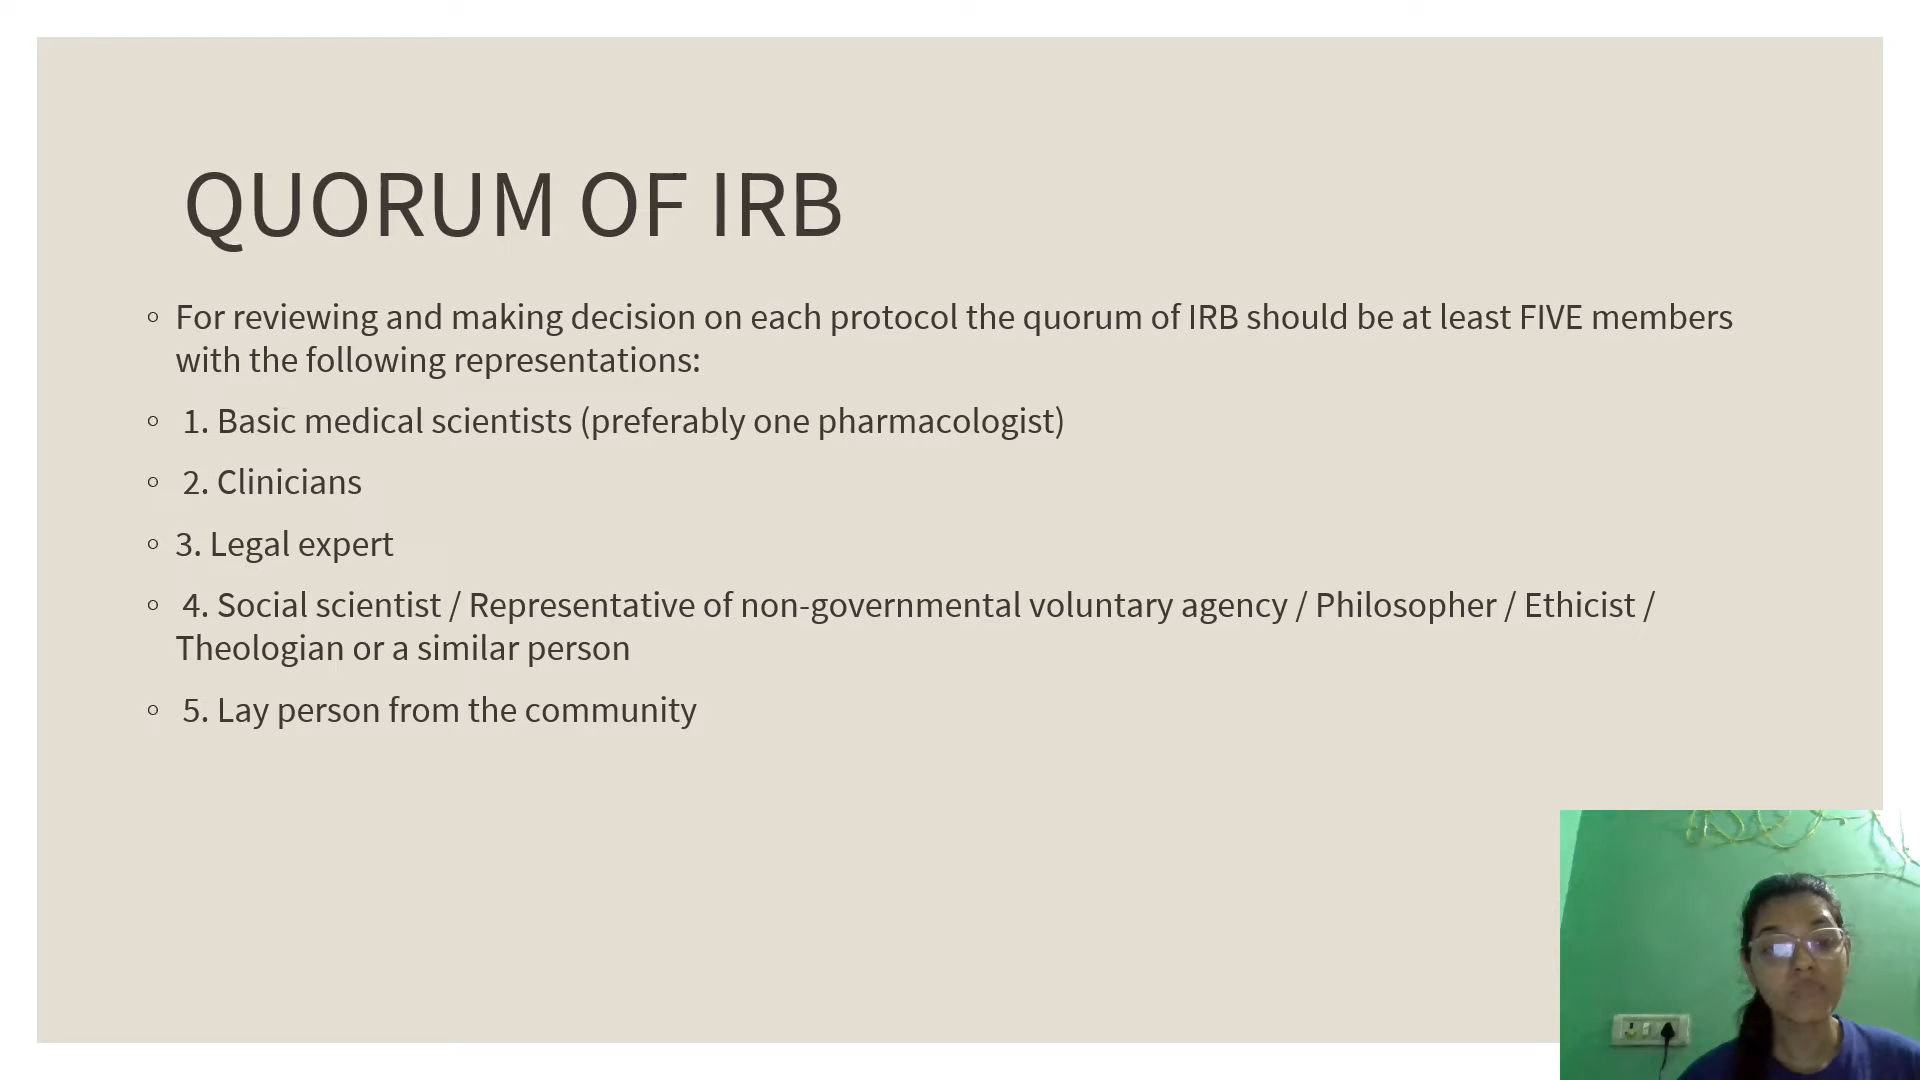 QUORUM OF IRB
◦ For reviewing and making decision on each protocol the quorum of IRB should be at least FIVE members
with the following representations:
◦ 1. Basic medical scientists (preferably one pharmacologist)
◦ 2. Clinicians
◦ 3. Legal expert
◦ 4. Social scientist / Representative of non-governmental voluntary agency / Philosopher / Ethicist /
Theologian or a similar person
◦ 5. Lay person from the community